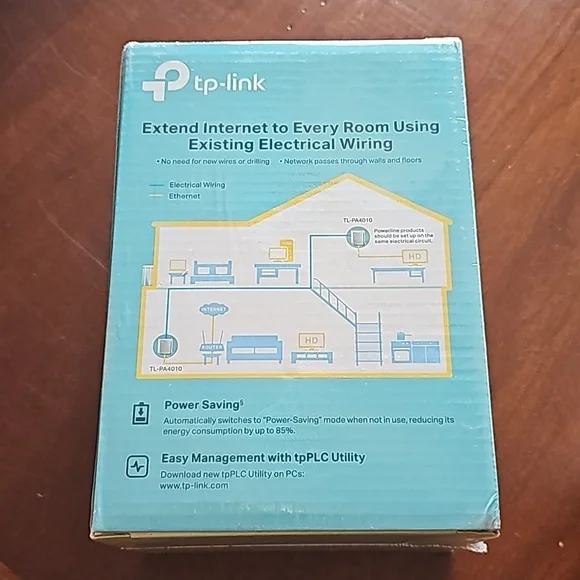 tp-link
Extend Internet to Every Room Using
Existing Electrical Wiring
• No need for new wires or drilling • Network passes through walls and floors
Electrical Wiring
Ethernet
TL-PA4010
Powerline products
should be set up on the
same electrical circuit.
HD
INTERNET
ROUTER
HD
TL-PA4010
Power Saving§
Automatically switches to "Power-Saving" mode when not in use, reducing its
energy consumption by up to 85%.
Easy Management with tpPLC Utility
Download new tpPLC Utility on PCs:
www.tp-link.com